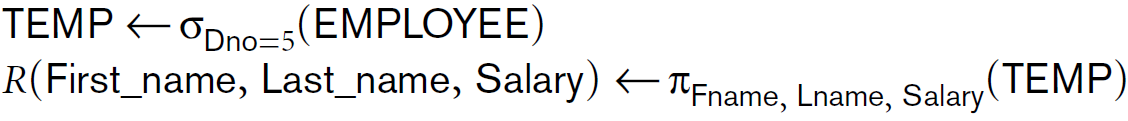 TEMP ← σDno=5(EMPLOYEE)
R(First_name, Last_name, Salary) ← πFname, Lname, Salary(TEMP)